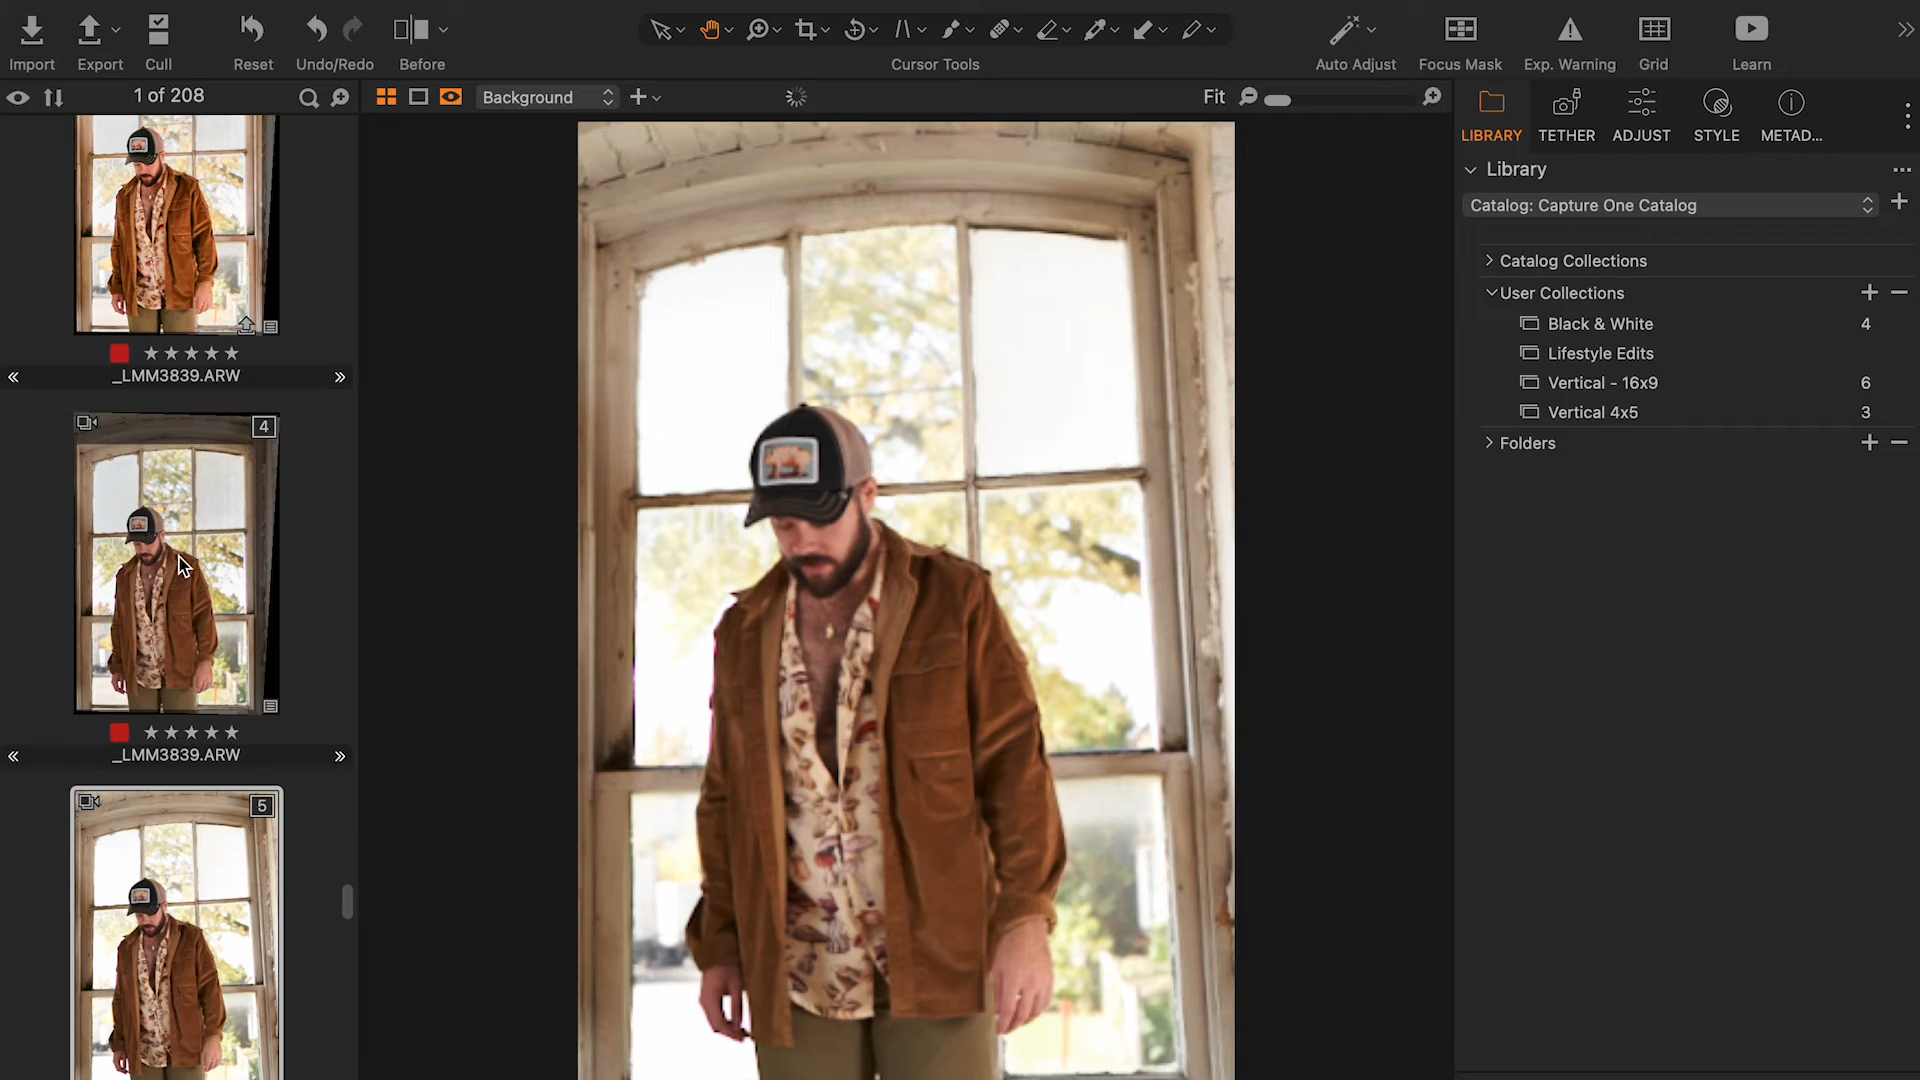 Import
Export
Cull
Reset
Undo/Redo
Before
Cursor Tools
Auto Adjust
Focus Mask
Exp. Warning
Grid
Learn
1 of 208
Background
Fit
LIBRARY
TETHER
ADJUST
STYLE
METAD...
Library
Catalog: Capture One Catalog
Catalog Collections
User Collections
Black & White 4
Lifestyle Edits
Vertical - 16x9 6
Vertical 4x5 3
Folders
_LMM3839.ARW
4
_LMM3839.ARW
5